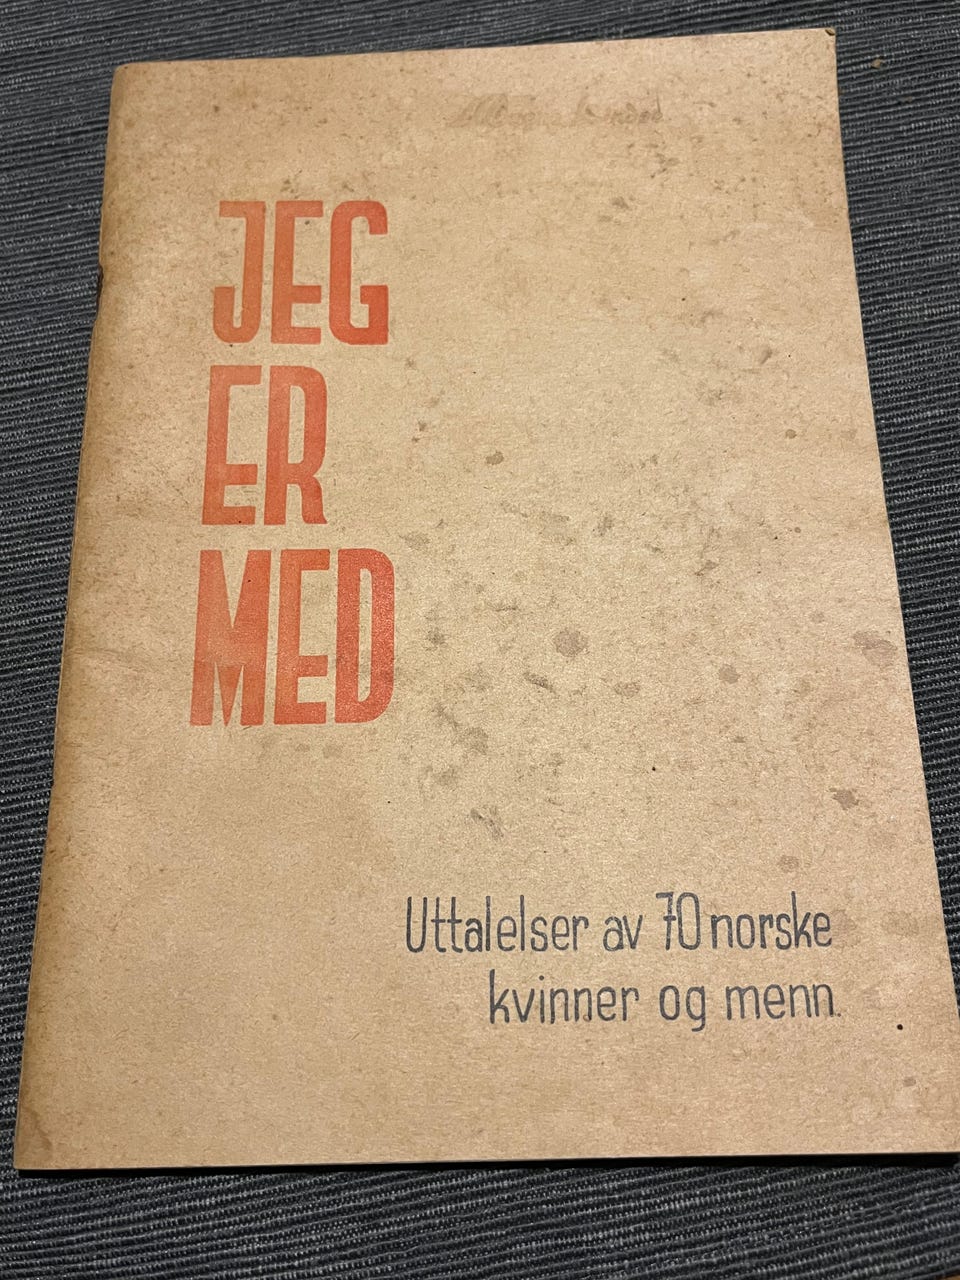 JEG
ER
MED
Uttalelser av 70 norske
kvinner og menn.